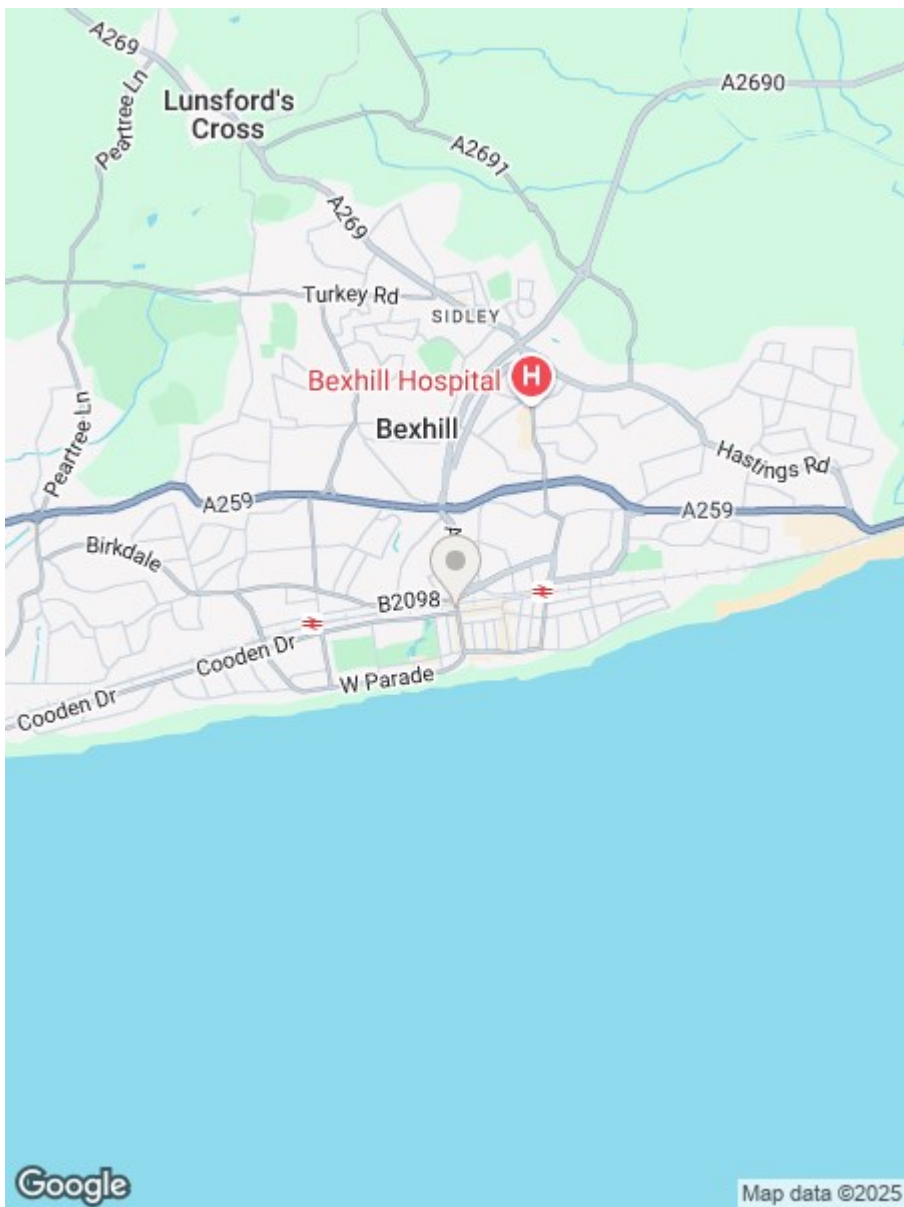 A269
Peartree Ln
Lunsford's
Cross
A2690
A2691
A269
Turkey Rd
SIDLEY
Bexhill Hospital
H
Bexhill
Peartree Ln
Hastings Rd
A259
A259
Birkdale
A
B2098
Cooden Dr
W Parade
Cooden Dr
Google
Map data ©2025